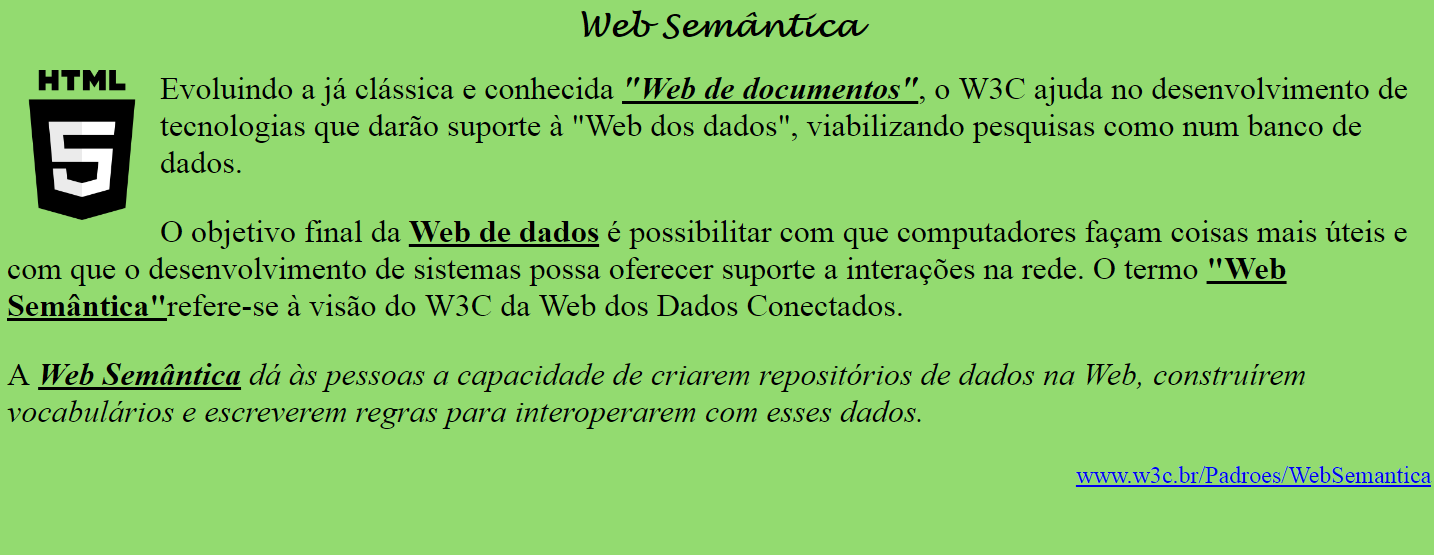 Web Semântica
HTML
5
Evoluindo a já clássica e conhecida "Web de documentos", o W3C ajuda no desenvolvimento de
tecnologias que darão suporte à "Web dos dados", viabilizando pesquisas como num banco de
dados.
O objetivo final da Web de dados é possibilitar com que computadores façam coisas mais úteis e
com que o desenvolvimento de sistemas possa oferecer suporte a interações na rede. O termo "Web
Semântica"refere-se à visão do W3C da Web dos Dados Conectados.
A Web Semântica dá às pessoas a capacidade de criarem repositórios de dados na Web, construírem
vocabulários e escreverem regras para interoperarem com esses dados.
www.w3c.br/Padroes/WebSemantica